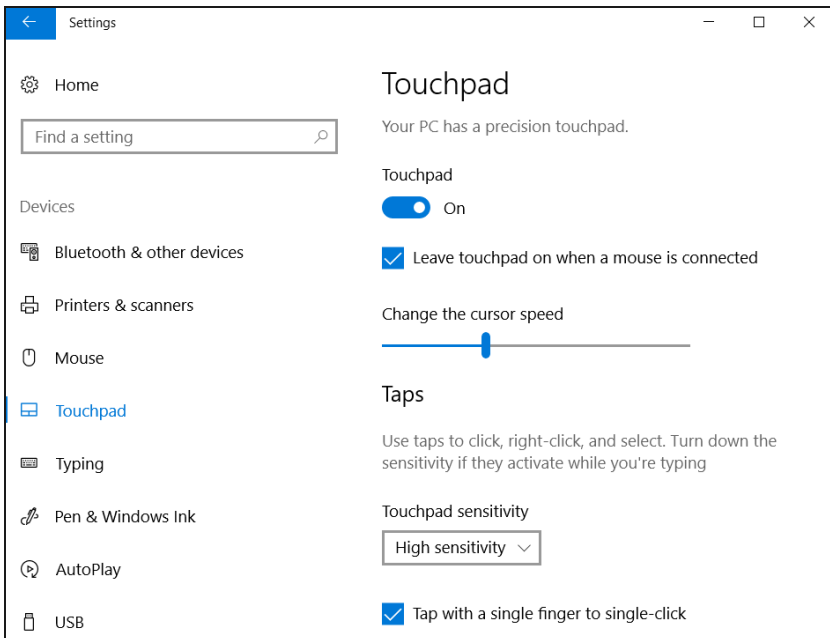 Settings
Home
Find a setting
Devices
Bluetooth & other devices
Printers & scanners
Mouse
Touchpad
Typing
Pen & Windows Ink
AutoPlay
USB
Touchpad
Your PC has a precision touchpad.
Touchpad
On
Leave touchpad on when a mouse is connected
Change the cursor speed
Taps
Use taps to click, right-click, and select. Turn down the
sensitivity if they activate while you're typing
Touchpad sensitivity
High sensitivity
Tap with a single finger to single-click